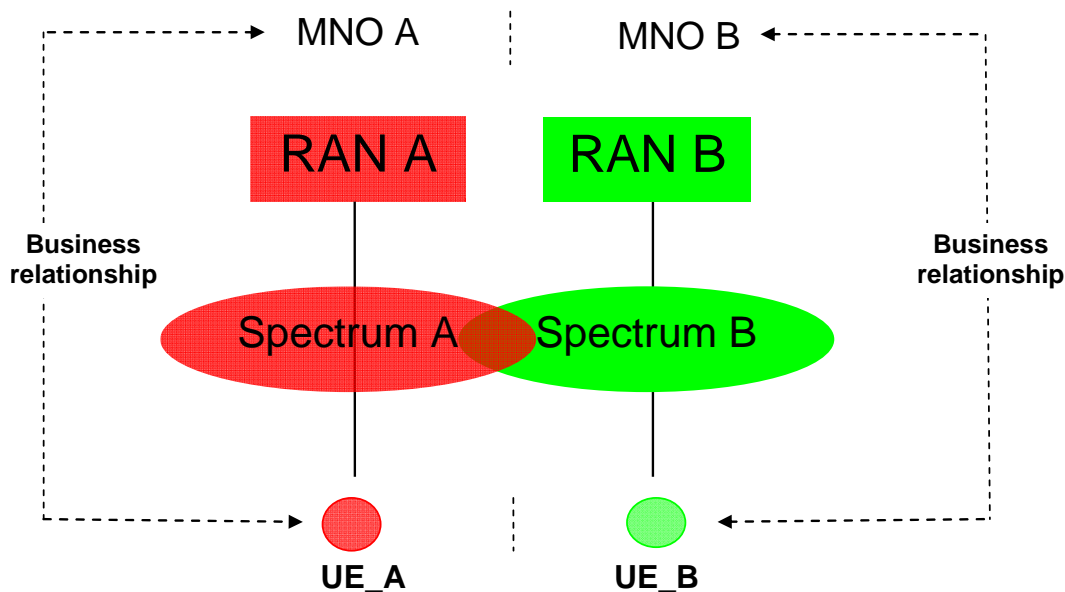 MNO A
MNO B
RAN A
RAN B
Business
relationship
Business
relationship
Spectrum A
Spectrum B
UE_A
UE_B